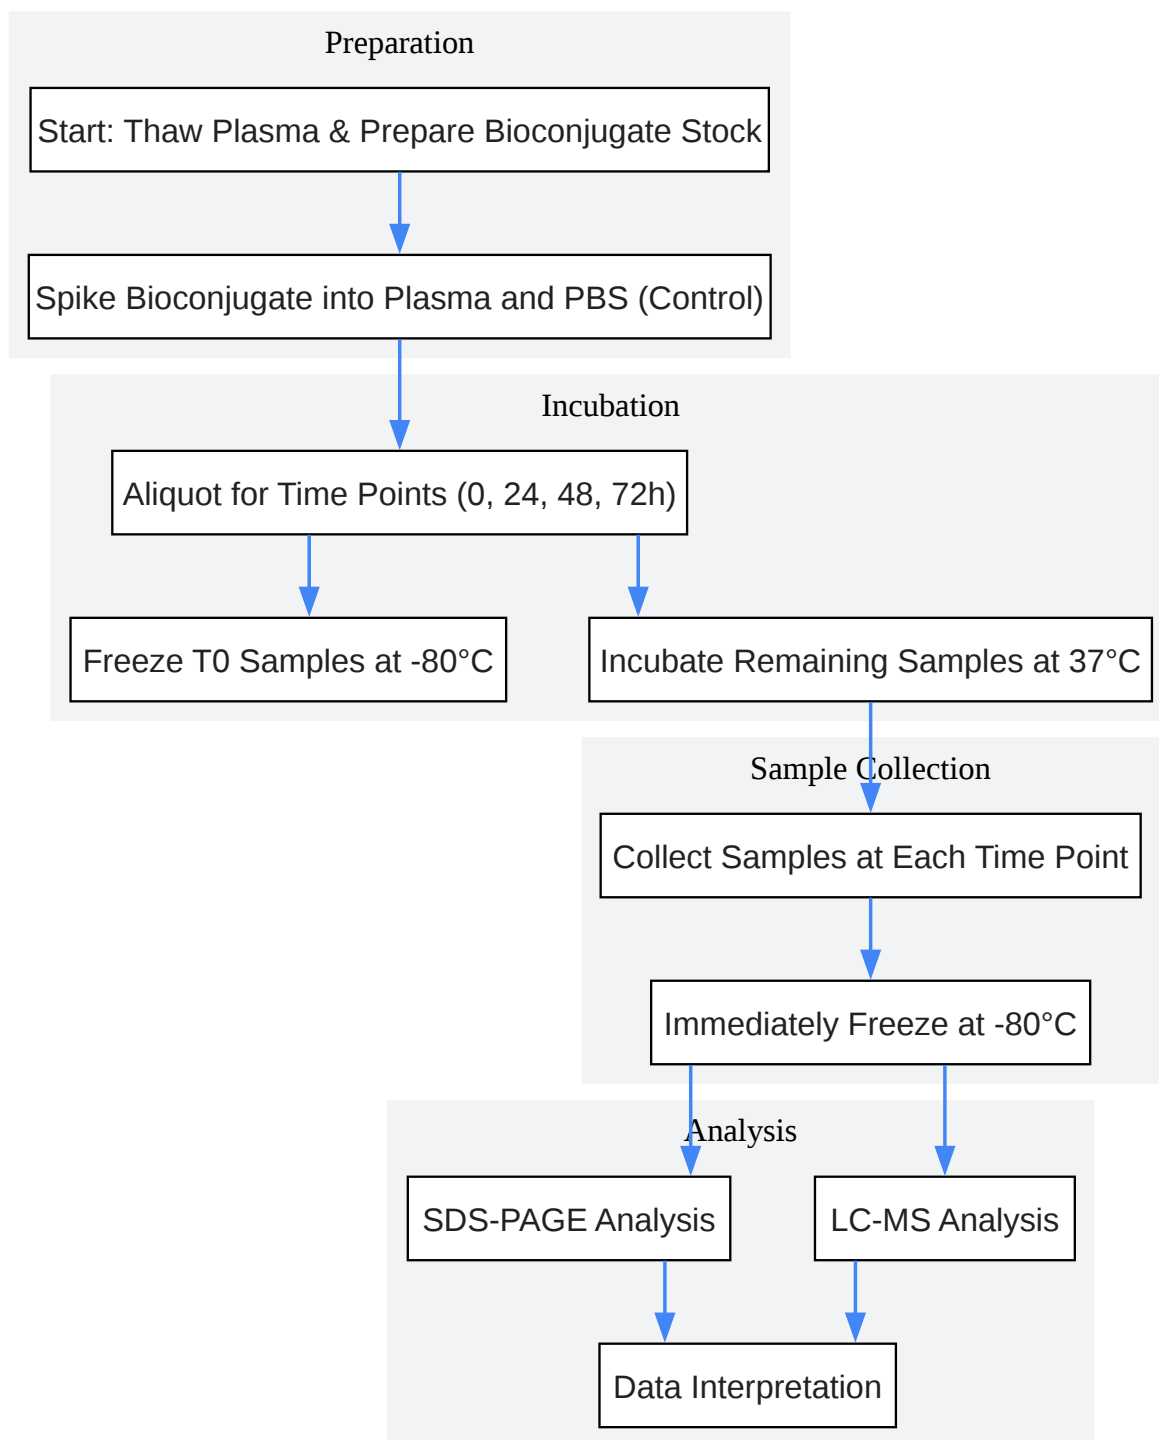 Preparation
Start: Thaw Plasma & Prepare Bioconjugate Stock
Spike Bioconjugate into Plasma and PBS (Control)
Incubation
Aliquot for Time Points (0, 24, 48, 72h)
Freeze T0 Samples at -80°C
Incubate Remaining Samples at 37°C
Sample Collection
Collect Samples at Each Time Point
Immediately Freeze at -80°C
Analysis
SDS-PAGE Analysis
LC-MS Analysis
Data Interpretation